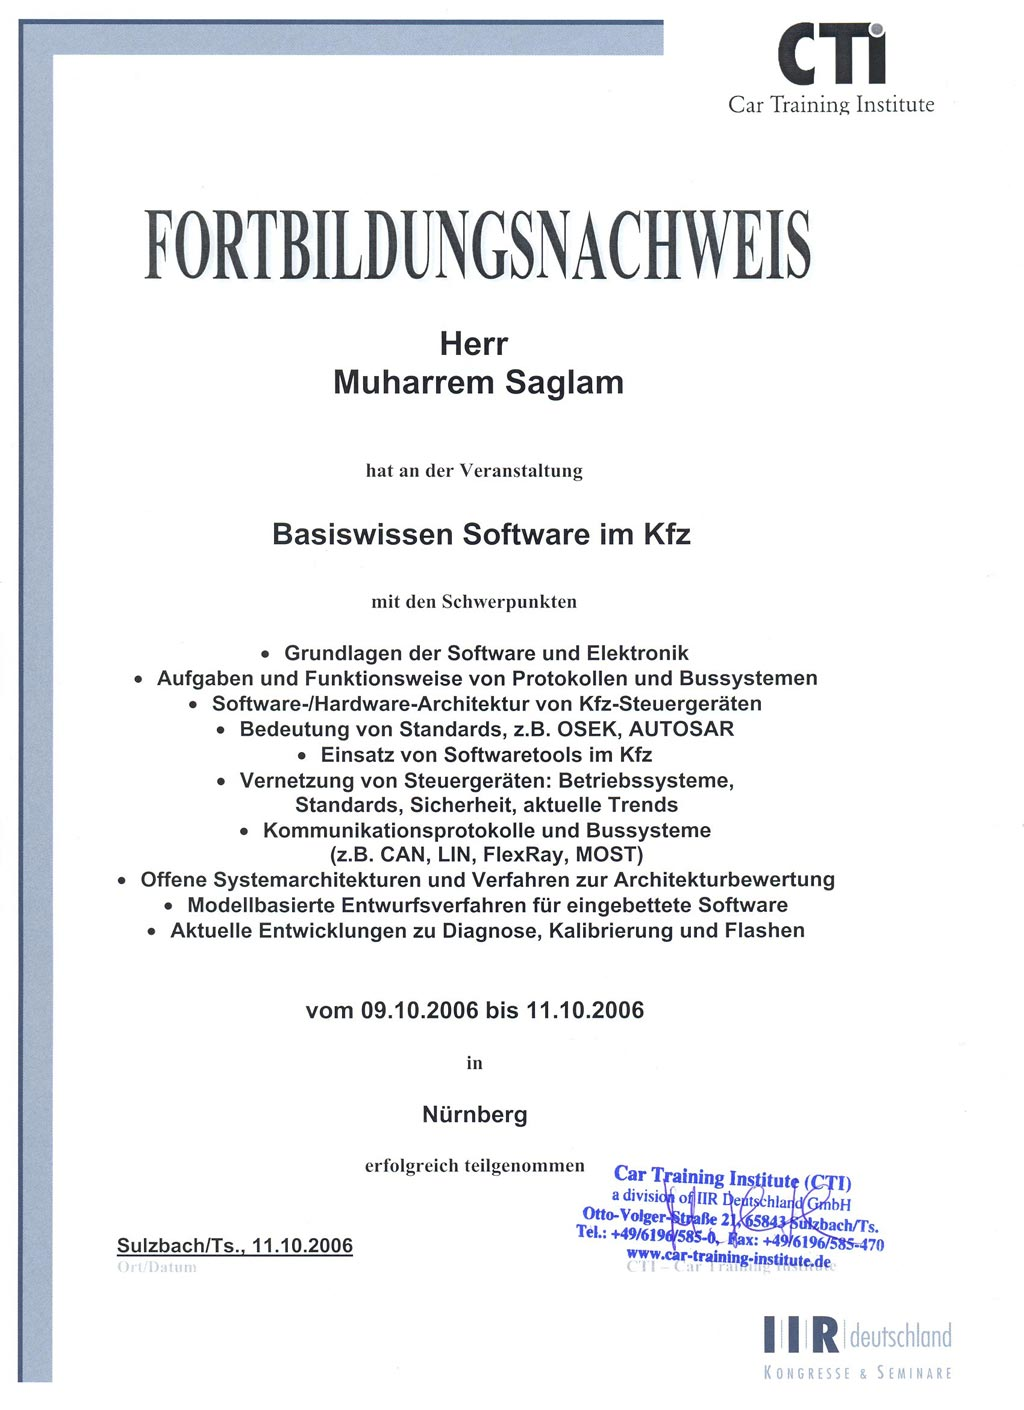 CTi
Car Training Institute
FORTBILDUNGSNACHWEIS
Herr
Muharrem Saglam
hat an der Veranstaltung
Basiswissen Software im Kfz
mit den Schwerpunkten
• Grundlagen der Software und Elektronik
• Aufgaben und Funktionsweise von Protokollen und Bussystemen
• Software-/Hardware-Architektur von Kfz-Steuergeräten
• Bedeutung von Standards, z.B. OSEK, AUTOSAR
• Einsatz von Softwaretools im Kfz
• Vernetzung von Steuergeräten: Betriebssysteme,
Standards, Sicherheit, aktuelle Trends
• Kommunikationsprotokolle und Bussysteme
(z.B. CAN, LIN, FlexRay, MOST)
• Offene Systemarchitekturen und Verfahren zur Architekturbewertung
• Modellbasierte Entwurfsverfahren für eingebettete Software
• Aktuelle Entwicklungen zu Diagnose, Kalibrierung und Flashen
vom 09.10.2006 bis 11.10.2006
in
Nürnberg
erfolgreich teilgenommen
Car Training Institute (CTI)
a division of IIR Deutschland GmbH
Otto-Volger-Straße 21, 65843 Sulzbach/Ts.
Tel.: +49/6196/585-0, Fax: +49/6196/585-470
www.car-training-institute.de
Sulzbach/Ts., 11.10.2006
Ort/Datum
CTI – Car Training Institute
IIR deutschland
KONGRESSE & SEMINARE